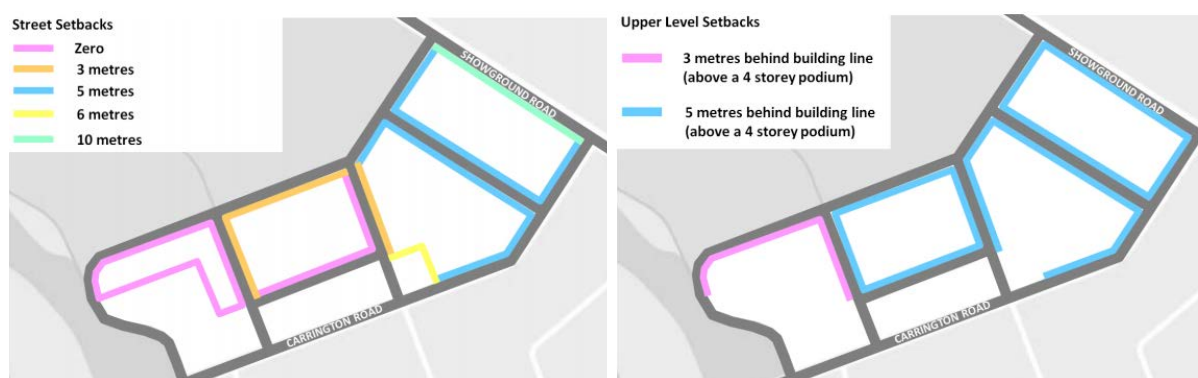 Street Setbacks
Zero
3 metres
5 metres
6 metres
10 metres
SHOWGROUND ROAD
CARRINGTON ROAD
Upper Level Setbacks
3 metres behind building line
(above a 4 storey podium)
5 metres behind building line
(above a 4 storey podium)
SHOWGROUND ROAD
CARRINGTON ROAD